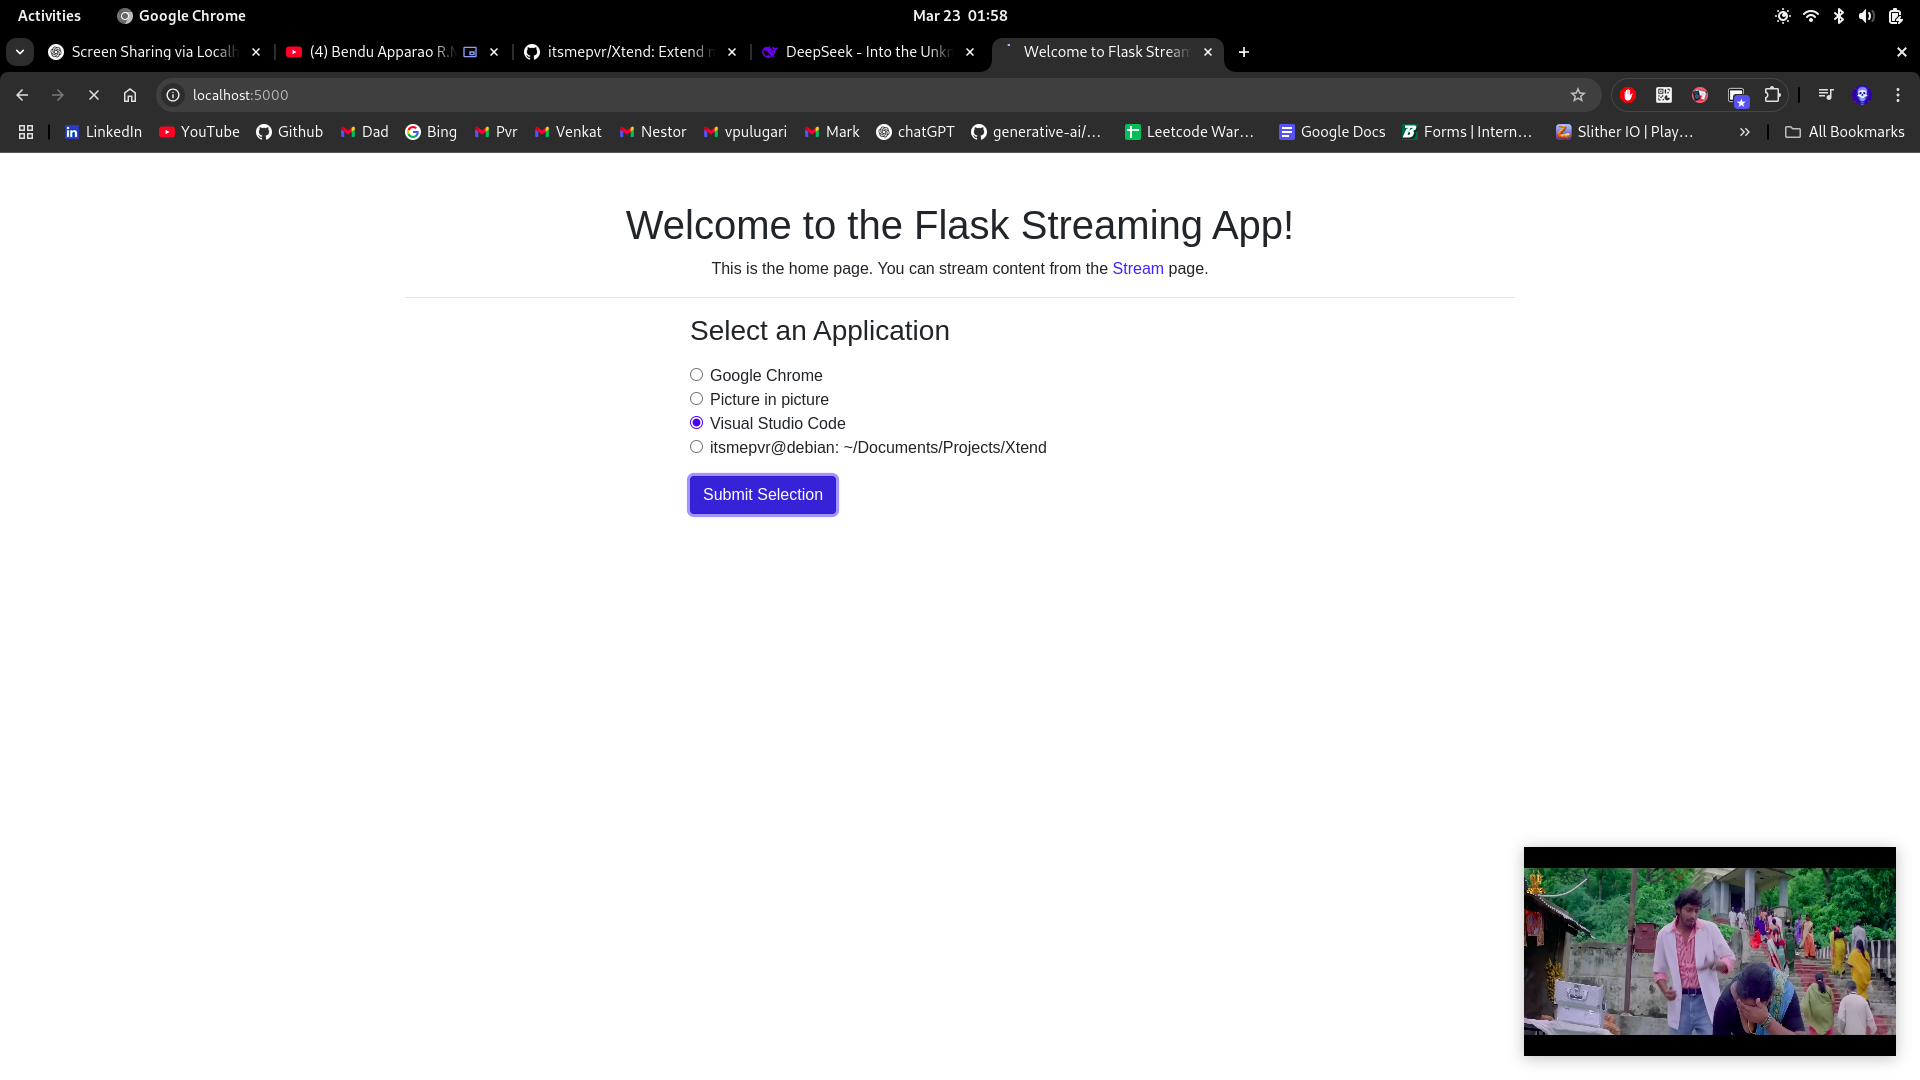 Activities Google Chrome Mar 23 01:58
Screen Sharing via Localh (4) Bendu Apparao R.M itsmepvr/Xtend: Extend m DeepSeek - Into the Unkn Welcome to Flask Stream
localhost:5000
LinkedIn YouTube Github Dad Bing Pvr Venkat Nestor vpulugari Mark chatGPT generative-ai/... Leetcode War... Google Docs Forms | Intern... Slither IO | Play... » All Bookmarks
Welcome to the Flask Streaming App!
This is the home page. You can stream content from the Stream page.
Select an Application
Google Chrome
Picture in picture
Visual Studio Code
itsmepvr@debian: ~/Documents/Projects/Xtend
Submit Selection